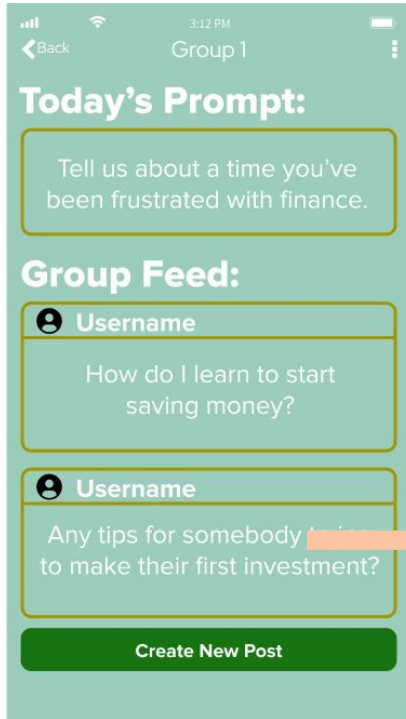 3:12 PM
Back
Group 1
Today's Prompt:
Tell us about a time you've
been frustrated with finance.
Group Feed:
Username
How do I learn to start
saving money?
Username
Any tips for somebody
to make their first investment?
Create New Post